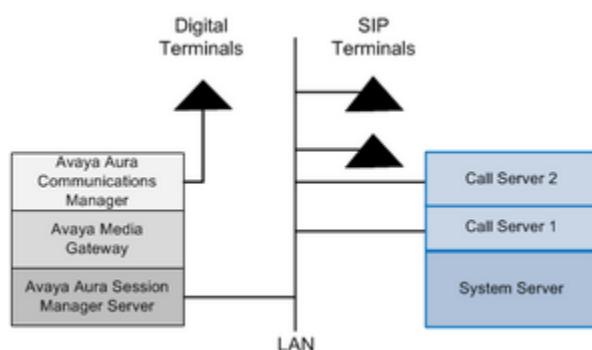 Digital
Terminals
SIP
Terminals
Avaya Aura
Communications
Manager
Avaya Media
Gateway
Avaya Aura Session
Manager Server
Call Server 2
Call Server 1
System Server
LAN